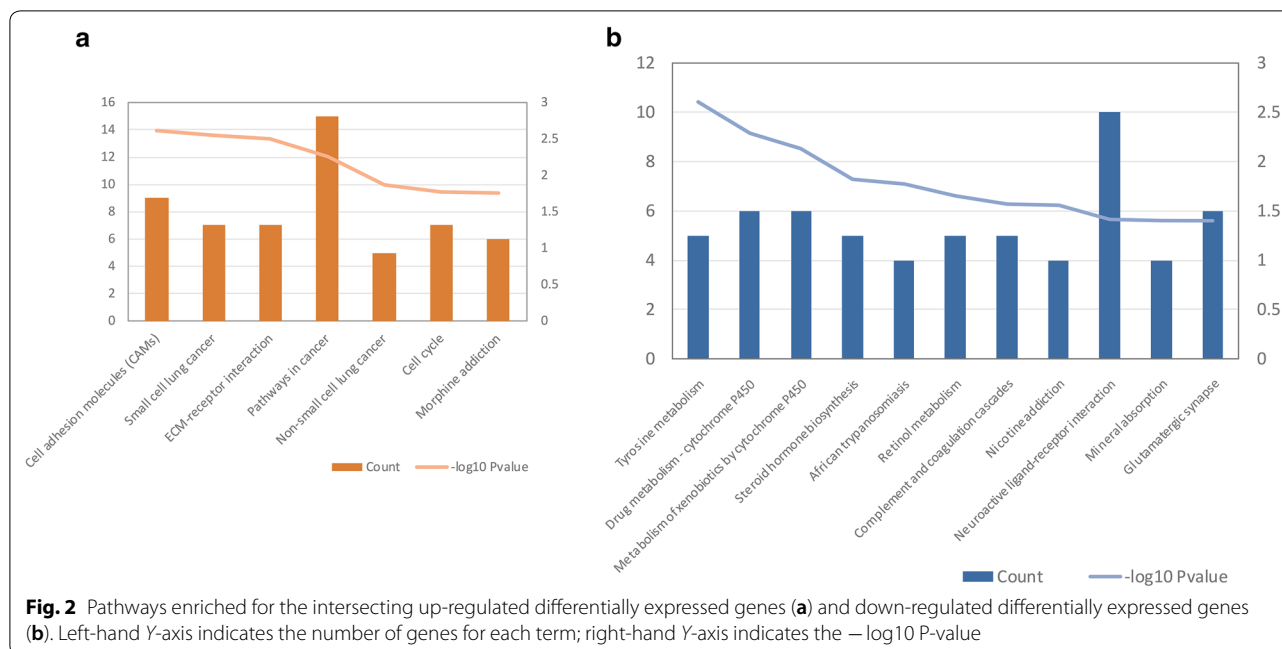 a
16
14
12
10
8
6
4
2
0
3
2.5
2
1.5
1
0.5
0
Cell adhesion molecules (CAMs)
Small cell lung cancer
ECM-receptor interaction
Pathways in cancer
Non-small cell lung cancer
Cell cycle
Morphine addiction
Count
-log10 Pvalue
b
12
10
8
6
4
2
0
3
2.5
2
1.5
1
0.5
0
Tyrosine metabolism
Drug metabolism - cytochrome P450
Metabolism of xenobiotics by cytochrome P450
Steroid hormone biosynthesis
African trypanosomiasis
Retinol metabolism
Complement and coagulation cascades
Nicotine addiction
Neuroactive ligand-receptor interaction
Mineral absorption
Glutamatergic synapse
Count
-log10 Pvalue
Fig. 2 Pathways enriched for the intersecting up-regulated differentially expressed genes (a) and down-regulated differentially expressed genes
(b). Left-hand Y-axis indicates the number of genes for each term; right-hand Y-axis indicates the −log10 P-value